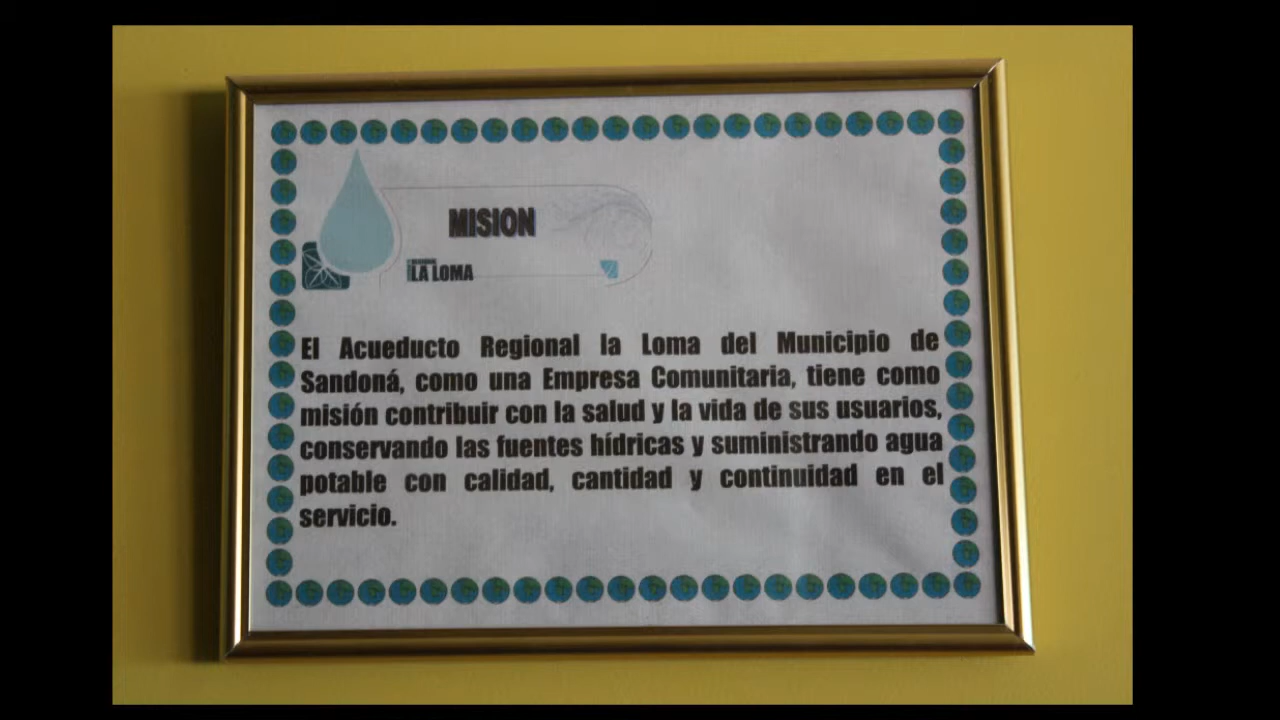 MISION
LA LOMA
El Acueducto Regional la Loma del Municipio de
Sandoná, como una Empresa Comunitaria, tiene como
misión contribuir con la salud y la vida de sus usuarios,
conservando las fuentes hídricas y suministrando agua
potable con calidad, cantidad y continuidad en el
servicio.